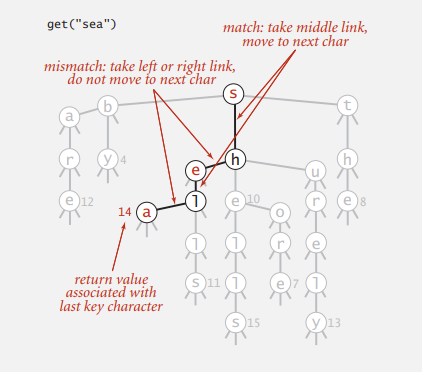 get("sea")
match: take middle link,
move to next char
mismatch: take left or right link,
do not move to next char
s
b
t
a
r
y 4
h
h
e
u
e 12
14 a
l
e 10
o
r
e 8
l
l
r
e
return value
associated with
last key character
s 11
l
e 7
l
s 15
y 13